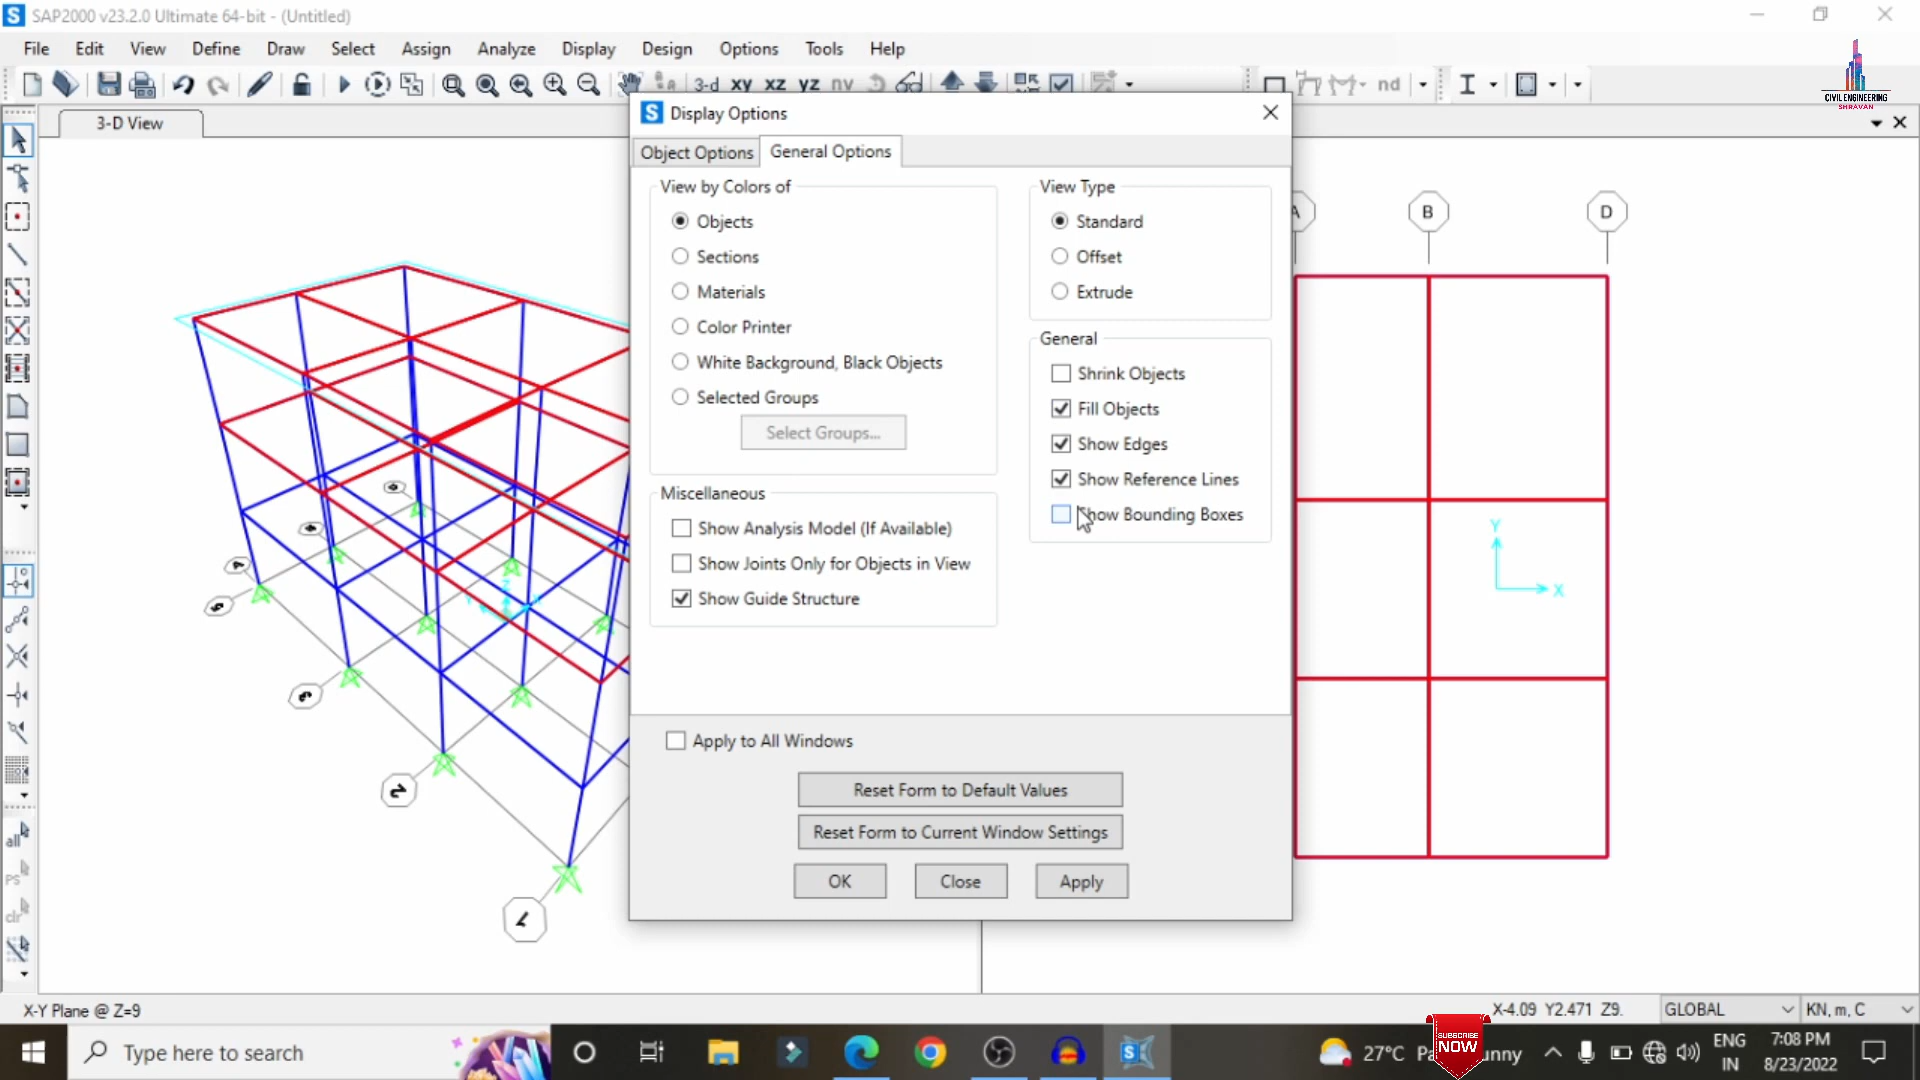 SAP2000 v23.2.0 Ultimate 64-bit - (Untitled)
File Edit View Define Draw Select Assign Analyze Display Design Options Tools Help
3-d xy xz yz nv nd
CIVIL ENGINEERING
SHRAVAN
3-D View
Display Options
Object Options General Options
View by Colors of
Objects
Sections
Materials
Color Printer
White Background, Black Objects
Selected Groups
Select Groups...
Miscellaneous
Show Analysis Model (If Available)
Show Joints Only for Objects in View
Show Guide Structure
View Type
Standard
Offset
Extrude
General
Shrink Objects
Fill Objects
Show Edges
Show Reference Lines
Show Bounding Boxes
Apply to All Windows
Reset Form to Default Values
Reset Form to Current Window Settings
OK Close Apply
A B D
Y
X
all
PS
clr
X-Y Plane @ Z=9
X-4.09 Y2.471 Z9.
GLOBAL
KN, m, C
Type here to search
27°C
SUBSCRIBE
NOW
ENG
IN
7:08 PM
8/23/2022